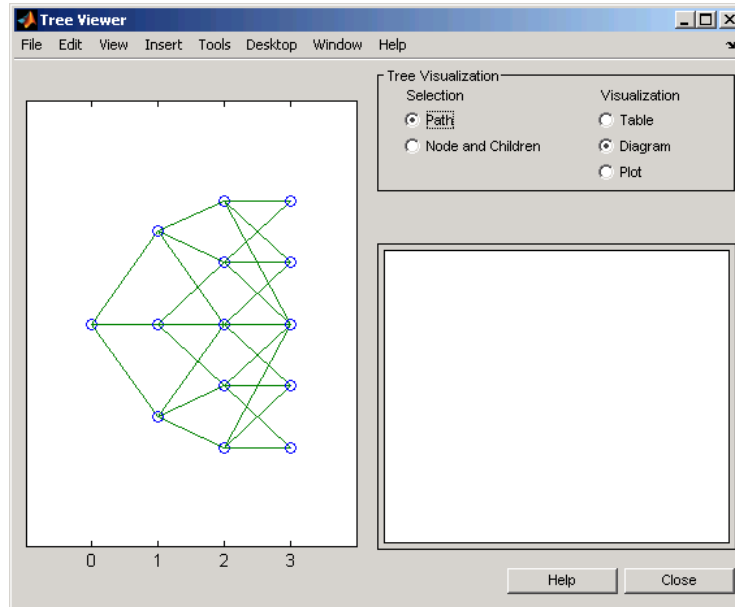 Tree Viewer
File Edit View Insert Tools Desktop Window Help
Tree Visualization
Selection Visualization
Path Table
Node and Children Diagram
Plot
0 1 2 3
Help Close